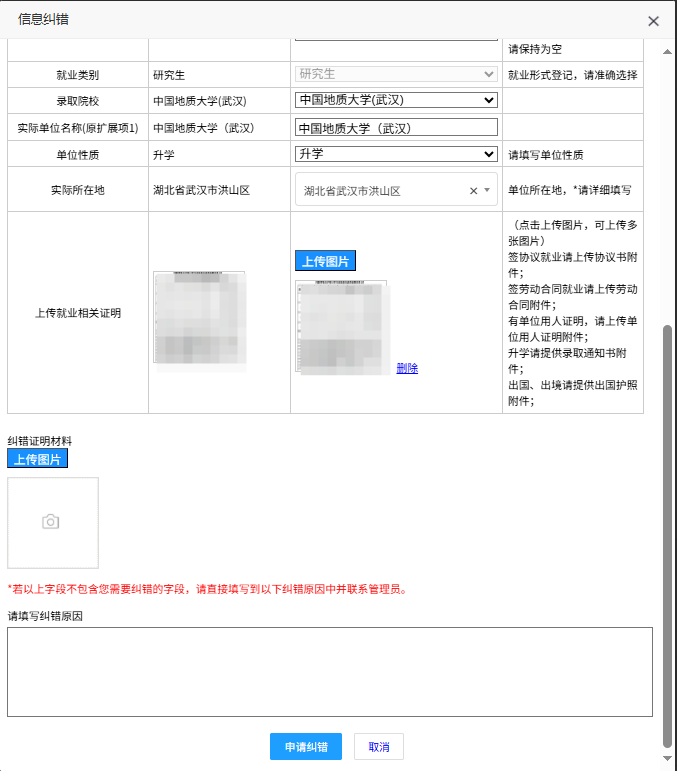 信息纠错
请保持为空
就业类别 研究生 研究生 就业形式登记，请准确选择
录取院校 中国地质大学(武汉) 中国地质大学(武汉)
实际单位名称(原扩展项1) 中国地质大学（武汉） 中国地质大学（武汉）
单位性质 升学 升学 请填写单位性质
实际所在地 湖北省武汉市洪山区 湖北省武汉市洪山区 单位所在地，*请详细填写
上传就业相关证明
上传图片
删除
（点击上传图片，可上传多
张图片）
签协议就业请上传协议书附
件；
签劳动合同就业请上传劳动
合同附件；
有单位用人证明，请上传单
位用人证明附件；
升学请提供录取通知书附
件；
出国、出境请提供出国护照
附件；
纠错证明材料
上传图片
*若以上字段不包含您需要纠错的字段，请直接填写到以下纠错原因中并联系管理员。
请填写纠错原因
申请纠错 取消